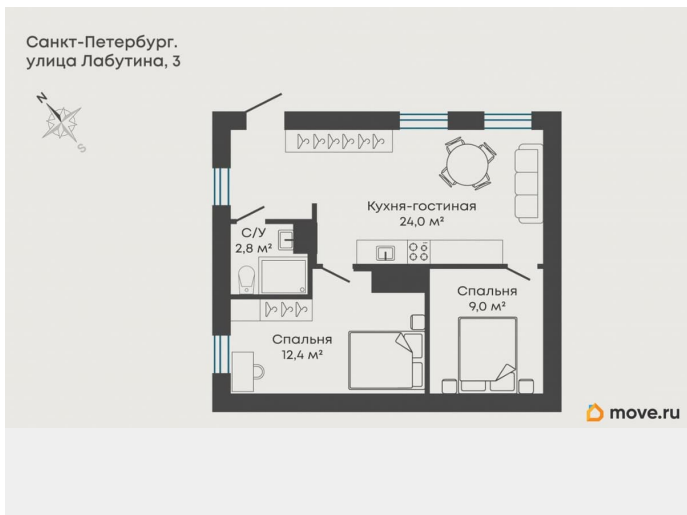 Санкт-Петербург.
улица Лабутина, 3
N
S
Кухня-гостиная
24,0 м²
С/У
2,8 м²
Спальня
9,0 м²
Спальня
12,4 м²
move.ru